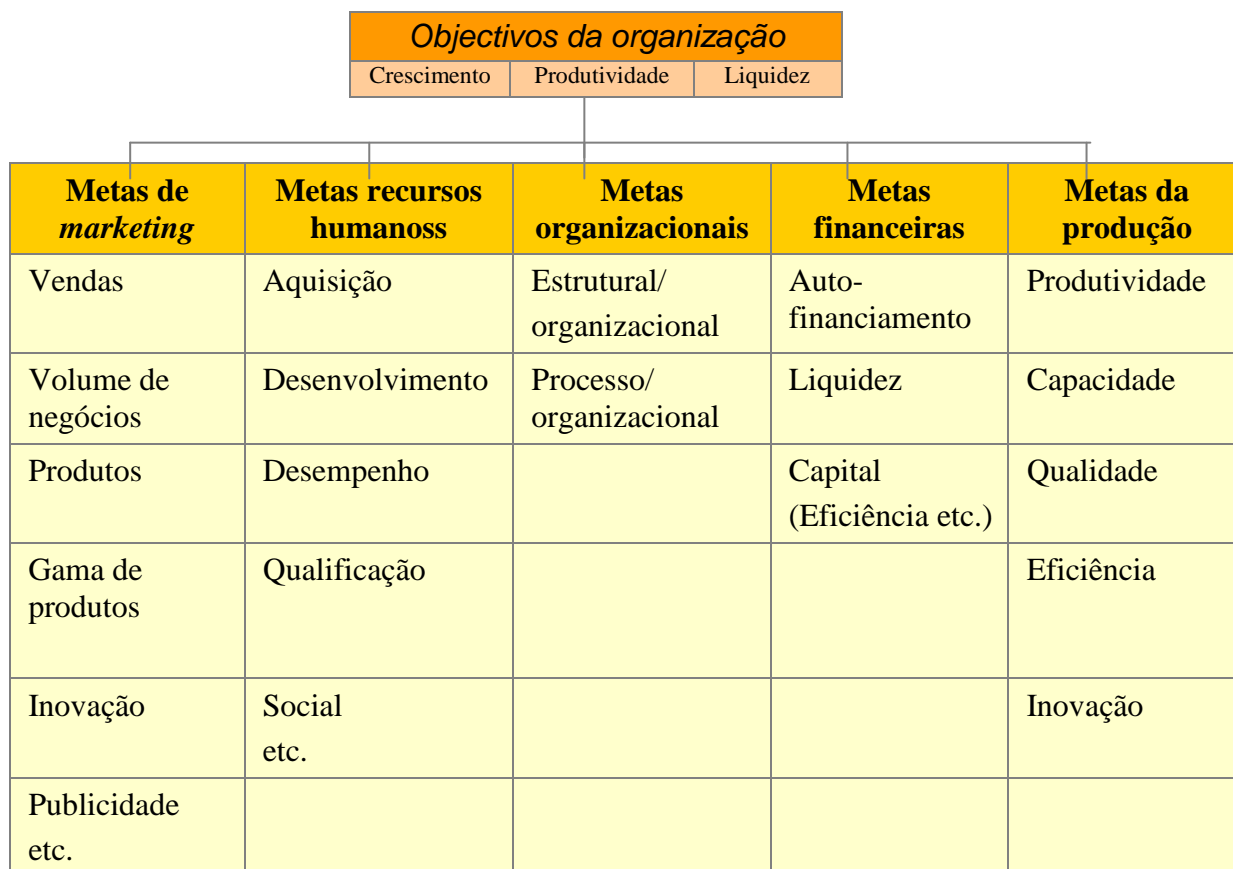 Objectivos da organização
Crescimento Produtividade Liquidez
Metas de
marketing
Metas recursos
humanoss
Metas
organizacionais
Metas
financeiras
Metas da
produção
Vendas
Aquisição
Estrutural/
organizacional
Auto-
financiamento
Produtividade
Volume de
negócios
Desenvolvimento
Processo/
organizacional
Liquidez
Capacidade
Produtos
Desempenho
Capital
(Eficiência etc.)
Qualidade
Gama de
produtos
Qualificação
Eficiência
Inovação
Social
etc.
Inovação
Publicidade
etc.